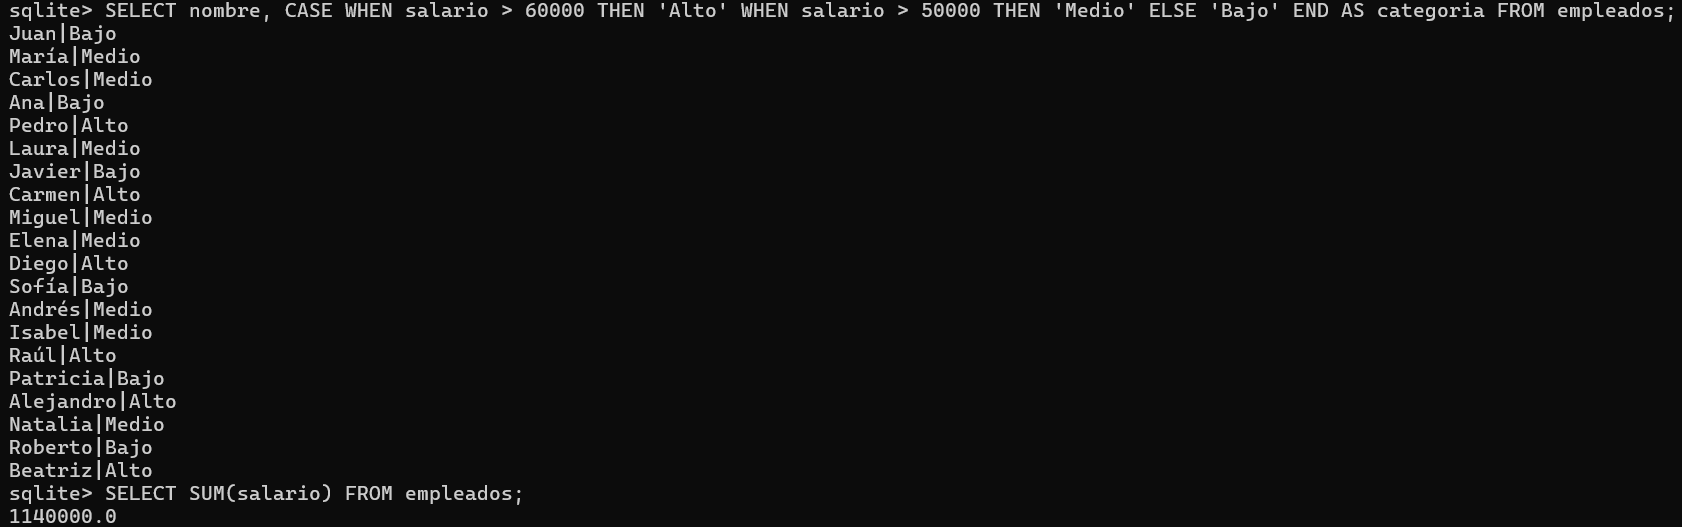 sqlite> SELECT nombre, CASE WHEN salario > 60000 THEN 'Alto' WHEN salario > 50000 THEN 'Medio' ELSE 'Bajo' END AS categoria FROM empleados;
Juan|Bajo
María|Medio
Carlos|Medio
Ana|Bajo
Pedro|Alto
Laura|Medio
Javier|Bajo
Carmen|Alto
Miguel|Medio
Elena|Medio
Diego|Alto
Sofía|Bajo
Andrés|Medio
Isabel|Medio
Raúl|Alto
Patricia|Bajo
Alejandro|Alto
Natalia|Medio
Roberto|Bajo
Beatriz|Alto
sqlite> SELECT SUM(salario) FROM empleados;
1140000.0